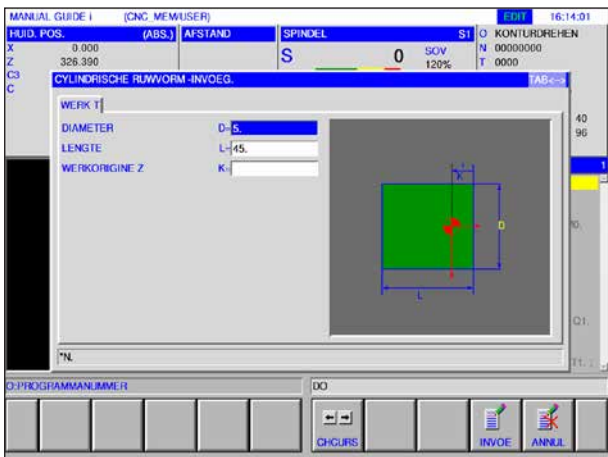 MANUAL GUIDE i (CNC_MEM/USER) EDIT 16:14:01
HUID. POS. (ABS.) AFSTAND SPINDEL S1 O KONTURDREHEN
X 0.000 S 0 SOV N 00000000
Z 326.390 120% T 0000
C3
C
CYLINDRISCHE RUWVORM -INVOEG. TAB<->
WERK T
DIAMETER D= 5.
LENGTE L= 45.
WERKORIGINE Z K=
40
96
1
K
D
L
Q1.
"N.
O:PROGRAMMANUMMER DO
CHCURS INVOE ANNUL